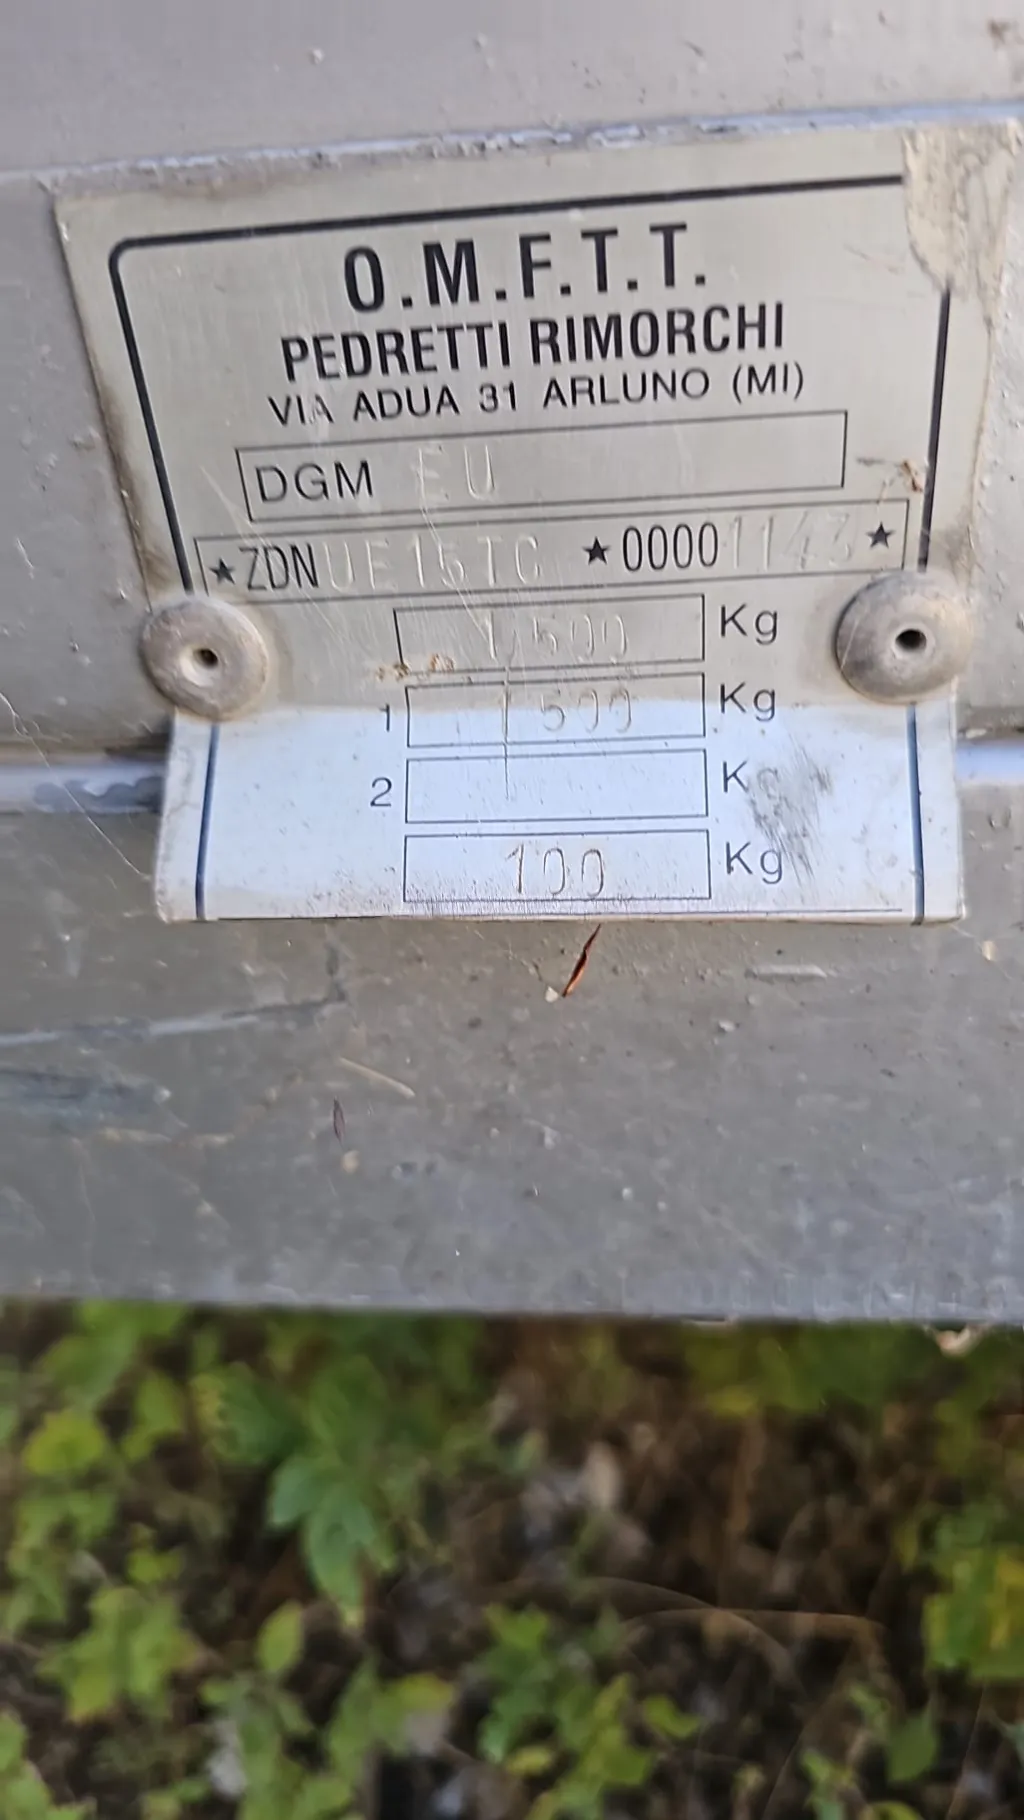 O.M.F.T.T.
PEDRETTI RIMORCHI
VIA ADUA 31 ARLUNO (MI)
DGM EU
★ZDNUE15TC ★00001143★
1500 Kg
1 1500 Kg
2 Kg
100 Kg